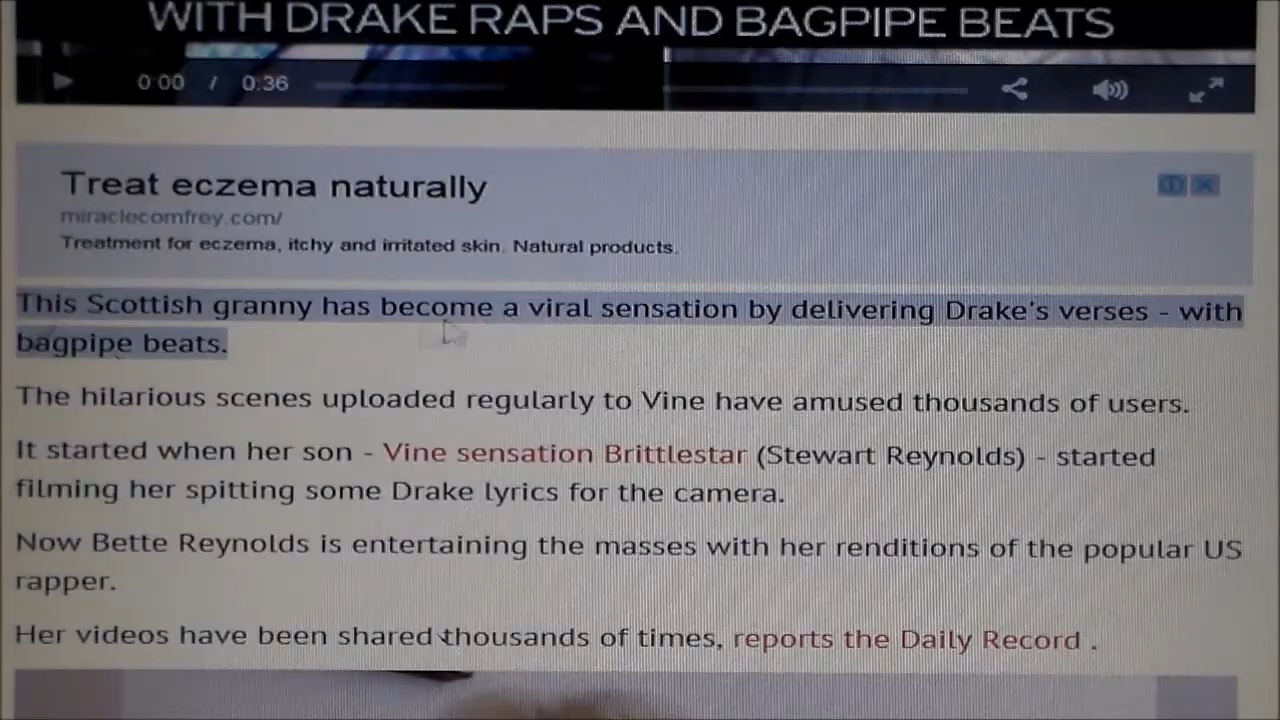 WITH DRAKE RAPS AND BAGPIPE BEATS
0:00 / 0:36
Treat eczema naturally
miraclecomfrey.com/
Treatment for eczema, itchy and irritated skin. Natural products.
This Scottish granny has become a viral sensation by delivering Drake's verses - with
bagpipe beats.
The hilarious scenes uploaded regularly to Vine have amused thousands of users.
It started when her son - Vine sensation Brittlestar (Stewart Reynolds) - started
filming her spitting some Drake lyrics for the camera.
Now Bette Reynolds is entertaining the masses with her renditions of the popular US
rapper.
Her videos have been shared thousands of times, reports the Daily Record .